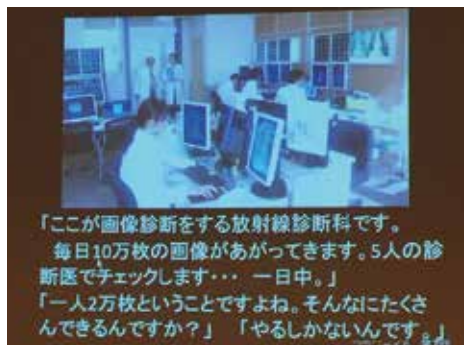 「ここが画像診断をする放射線診断科です。
毎日10万枚の画像があがってきます。5人の診
断医でチェックします・・・ 一日中。」
「一人2万枚ということですよね。そんなにたくさ
んできるんですか？」 「やるしかないんです。」